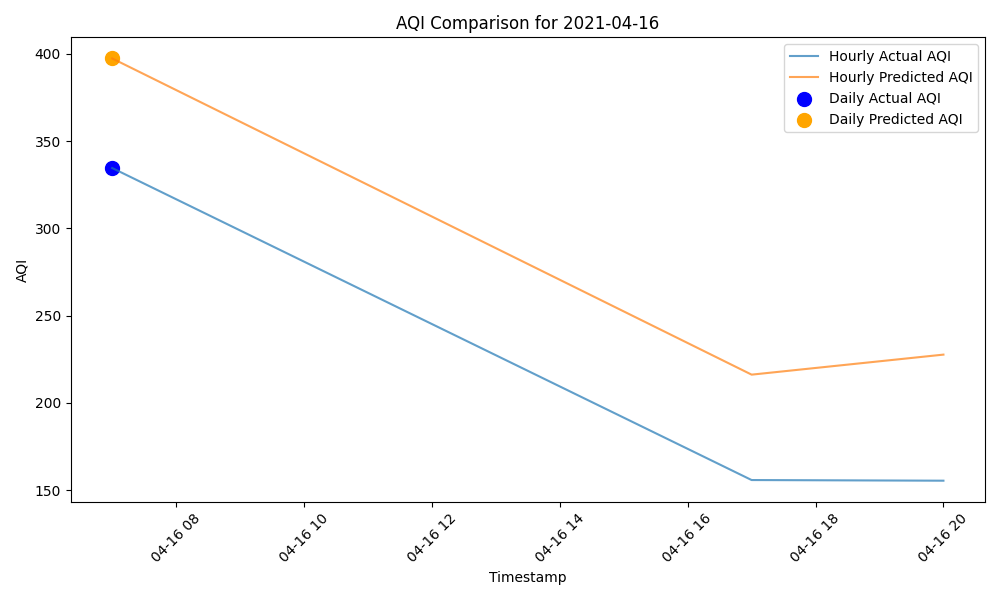 AQI Comparison for 2021-04-16
Hourly Actual AQI
Hourly Predicted AQI
Daily Actual AQI
Daily Predicted AQI
AQI
400
350
300
250
200
150
04-16 08
04-16 10
04-16 12
04-16 14
04-16 16
04-16 18
04-16 20
Timestamp